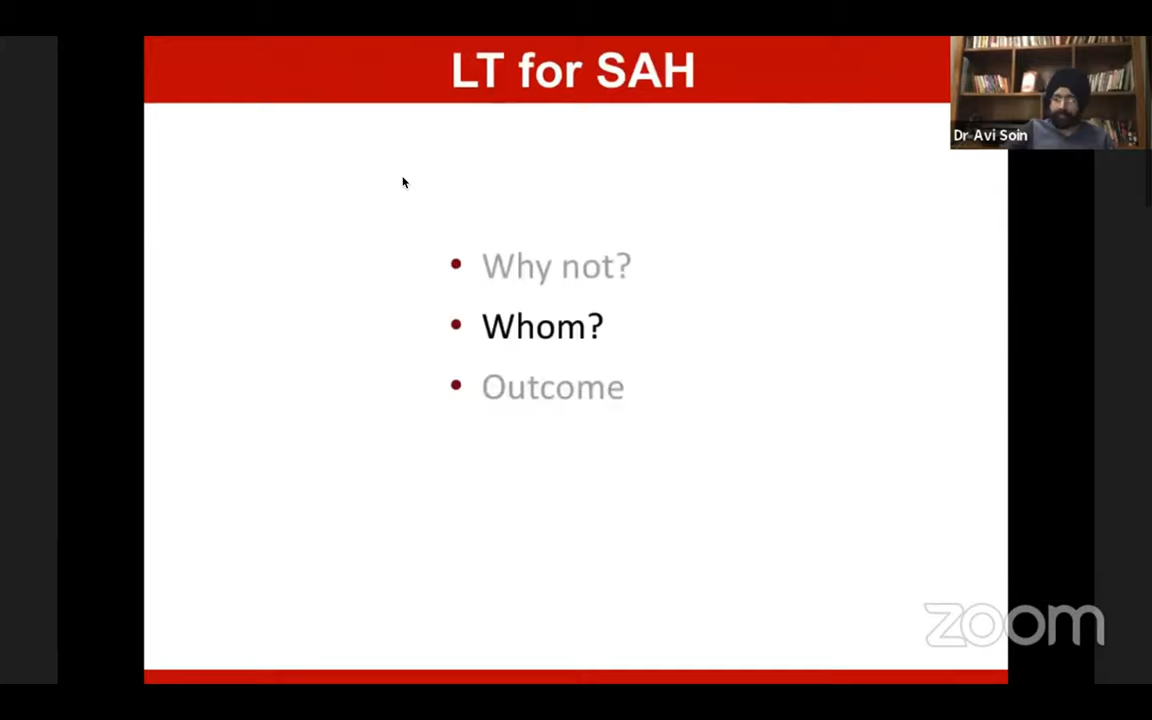 LT for SAH
Dr Avi Soin
• Why not?
• Whom?
• Outcome
zoom